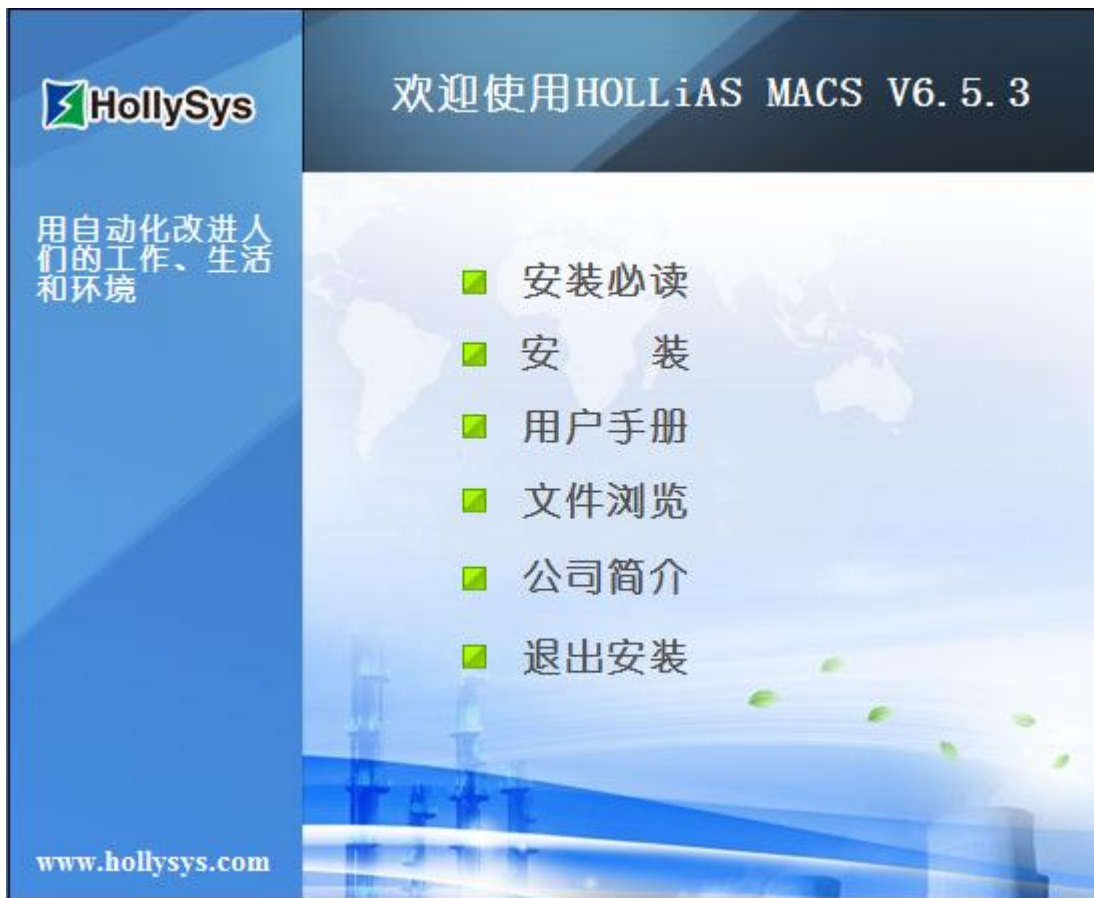 HollySys
欢迎使用HOLLiAS MACS V6.5.3
用自动化改进人
们的工作、生活
和环境
安装必读
安 装
用户手册
文件浏览
公司简介
退出安装
www.hollysys.com